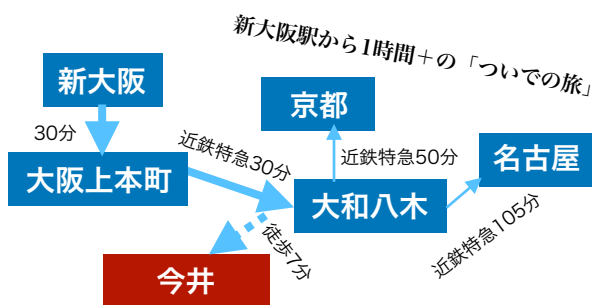 新大阪駅から1時間＋の「ついでの旅」
新大阪
30分
大阪上本町
近鉄特急30分
京都
近鉄特急50分
名古屋
大和八木
近鉄特急105分
徒歩7分
今井